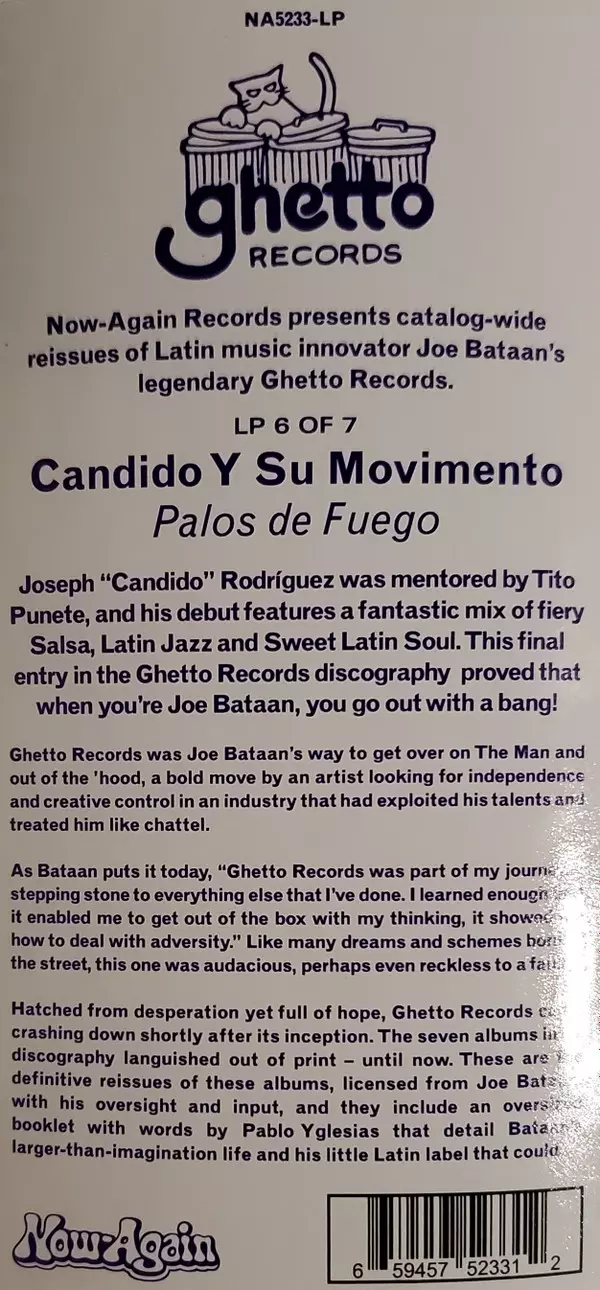 NA5233-LP
ghetto
RECORDS
Now-Again Records presents catalog-wide
reissues of Latin music innovator Joe Bataan's
legendary Ghetto Records.
LP 6 OF 7
Candido Y Su Movimento
Palos de Fuego
Joseph “Candido” Rodríguez was mentored by Tito
Punete, and his debut features a fantastic mix of fiery
Salsa, Latin Jazz and Sweet Latin Soul. This final
entry in the Ghetto Records discography proved that
when you're Joe Bataan, you go out with a bang!
Ghetto Records was Joe Bataan's way to get over on The Man and
out of the 'hood, a bold move by an artist looking for independence
and creative control in an industry that had exploited his talents and
treated him like chattel.
As Bataan puts it today, “Ghetto Records was part of my
stepping stone to everything else that I've done. I learned enough
it enabled me to get out of the box with my thinking, it showed
how to deal with adversity.” Like many dreams and schemes
the street, this one was audacious, perhaps even reckless to a
Hatched from desperation yet full of hope, Ghetto Records
crashing down shortly after its inception. The seven albums
discography languished out of print – until now. These are
definitive reissues of these albums, licensed from Joe
with his oversight and input, and they include an
booklet with words by Pablo Yglesias that detail
larger-than-imagination life and his little Latin label that could
Now-Again
6 59457 52331 2